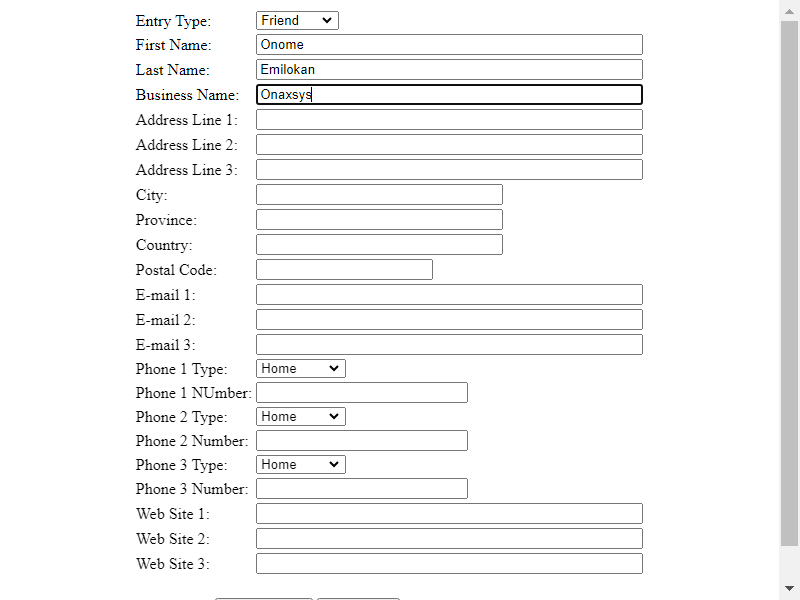 Entry Type: Friend
First Name: Onome
Last Name: Emilokan
Business Name: Onaxsys
Address Line 1:
Address Line 2:
Address Line 3:
City:
Province:
Country:
Postal Code:
E-mail 1:
E-mail 2:
E-mail 3:
Phone 1 Type: Home
Phone 1 NUmber:
Phone 2 Type: Home
Phone 2 Number:
Phone 3 Type: Home
Phone 3 Number:
Web Site 1:
Web Site 2:
Web Site 3: